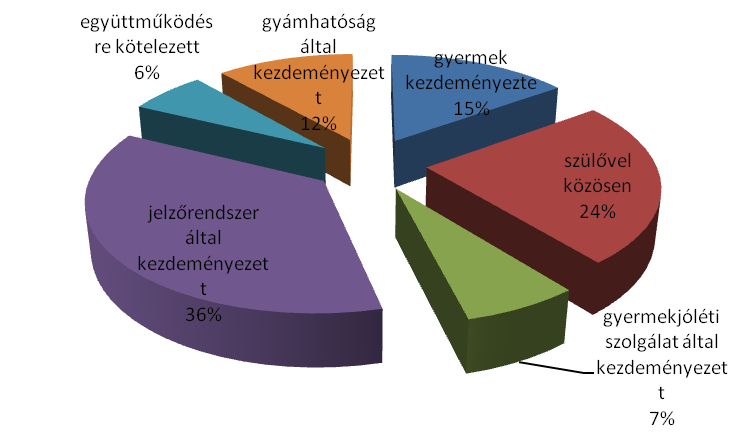 együttműködés
re kötelezett
6%
gyámhatóság
által
kezdeményezet
t
12%
gyermek
kezdeményezte
15%
szülővel
közösen
24%
jelzőrendszer
által
kezdeményezet
t
36%
gyermekjóléti
szolgálat által
kezdeményezet
t
7%